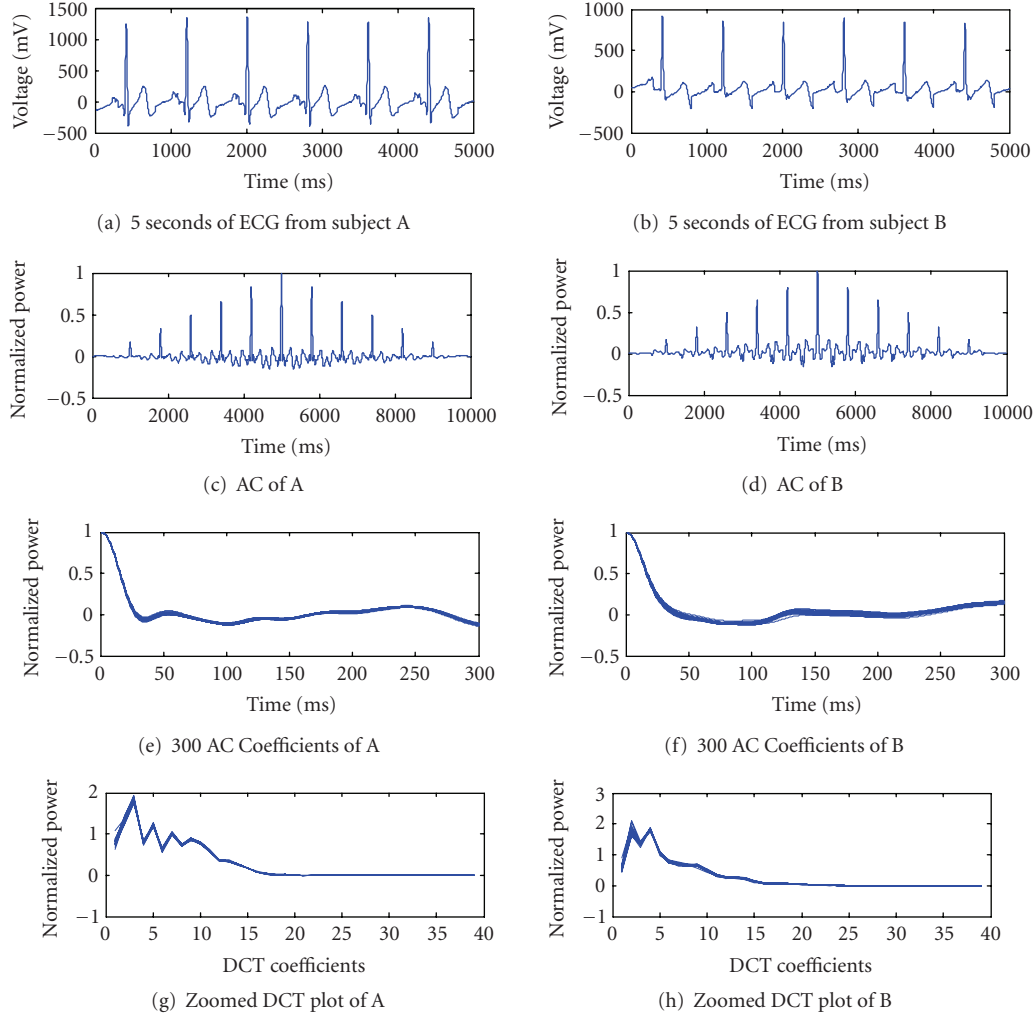 1500
1000
500
0
−500
Voltage (mV)
0 1000 2000 3000 4000 5000
Time (ms)
(a) 5 seconds of ECG from subject A
1000
500
0
−500
Voltage (mV)
0 1000 2000 3000 4000 5000
Time (ms)
(b) 5 seconds of ECG from subject B
1
0.5
0
−0.5
Normalized power
0 2000 4000 6000 8000 10000
Time (ms)
(c) AC of A
1
0.5
0
−0.5
Normalized power
0 2000 4000 6000 8000 10000
Time (ms)
(d) AC of B
1
0.5
0
−0.5
Normalized power
0 50 100 150 200 250 300
Time (ms)
(e) 300 AC Coefficients of A
1
0.5
0
−0.5
Normalized power
0 50 100 150 200 250 300
Time (ms)
(f) 300 AC Coefficients of B
2
1
0
−1
Normalized power
0 5 10 15 20 25 30 35 40
DCT coefficients
(g) Zoomed DCT plot of A
3
2
1
0
−1
Normalized power
0 5 10 15 20 25 30 35 40
DCT coefficients
(h) Zoomed DCT plot of B